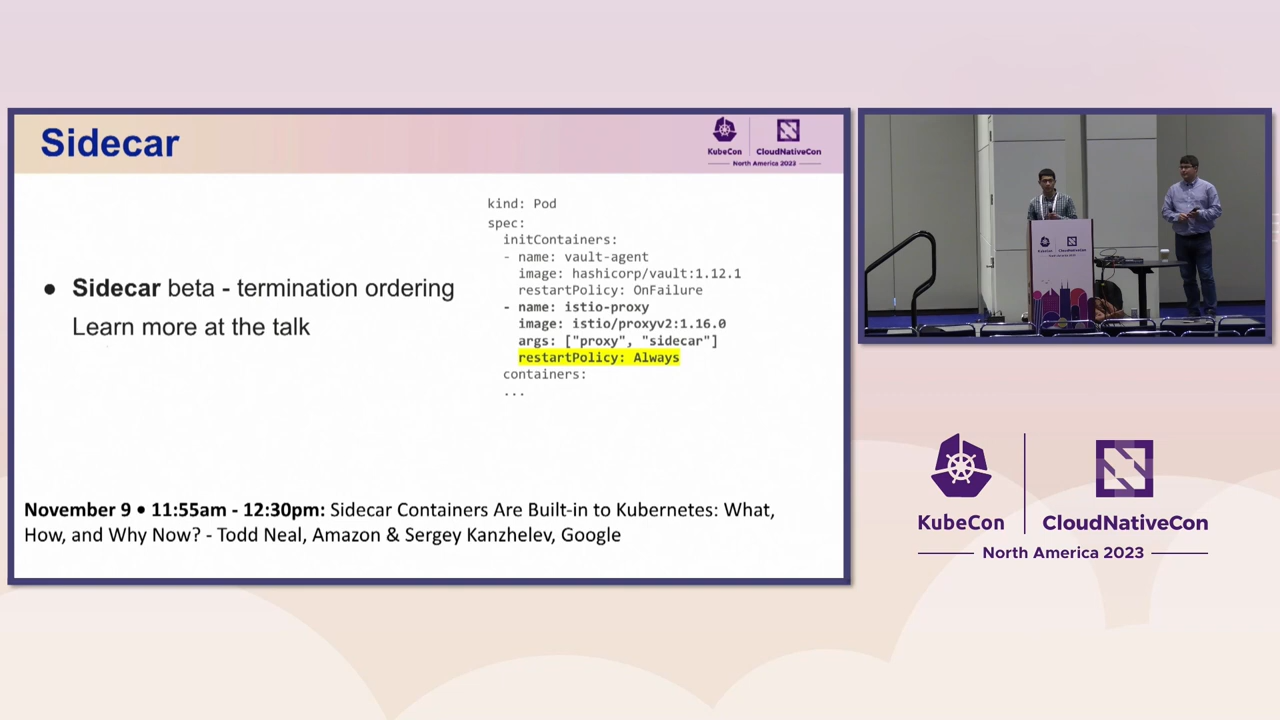 Sidecar
KubeCon
CloudNativeCon
North America 2023
● Sidecar beta - termination ordering
Learn more at the talk
kind: Pod
spec:
  initContainers:
  - name: vault-agent
    image: hashicorp/vault:1.12.1
    restartPolicy: OnFailure
  - name: istio-proxy
    image: istio/proxyv2:1.16.0
    args: ["proxy", "sidecar"]
    restartPolicy: Always
  containers:
  ...
November 9 ● 11:55am - 12:30pm: Sidecar Containers Are Built-in to Kubernetes: What,
How, and Why Now? - Todd Neal, Amazon & Sergey Kanzhelev, Google
KubeCon
CloudNativeCon
North America 2023